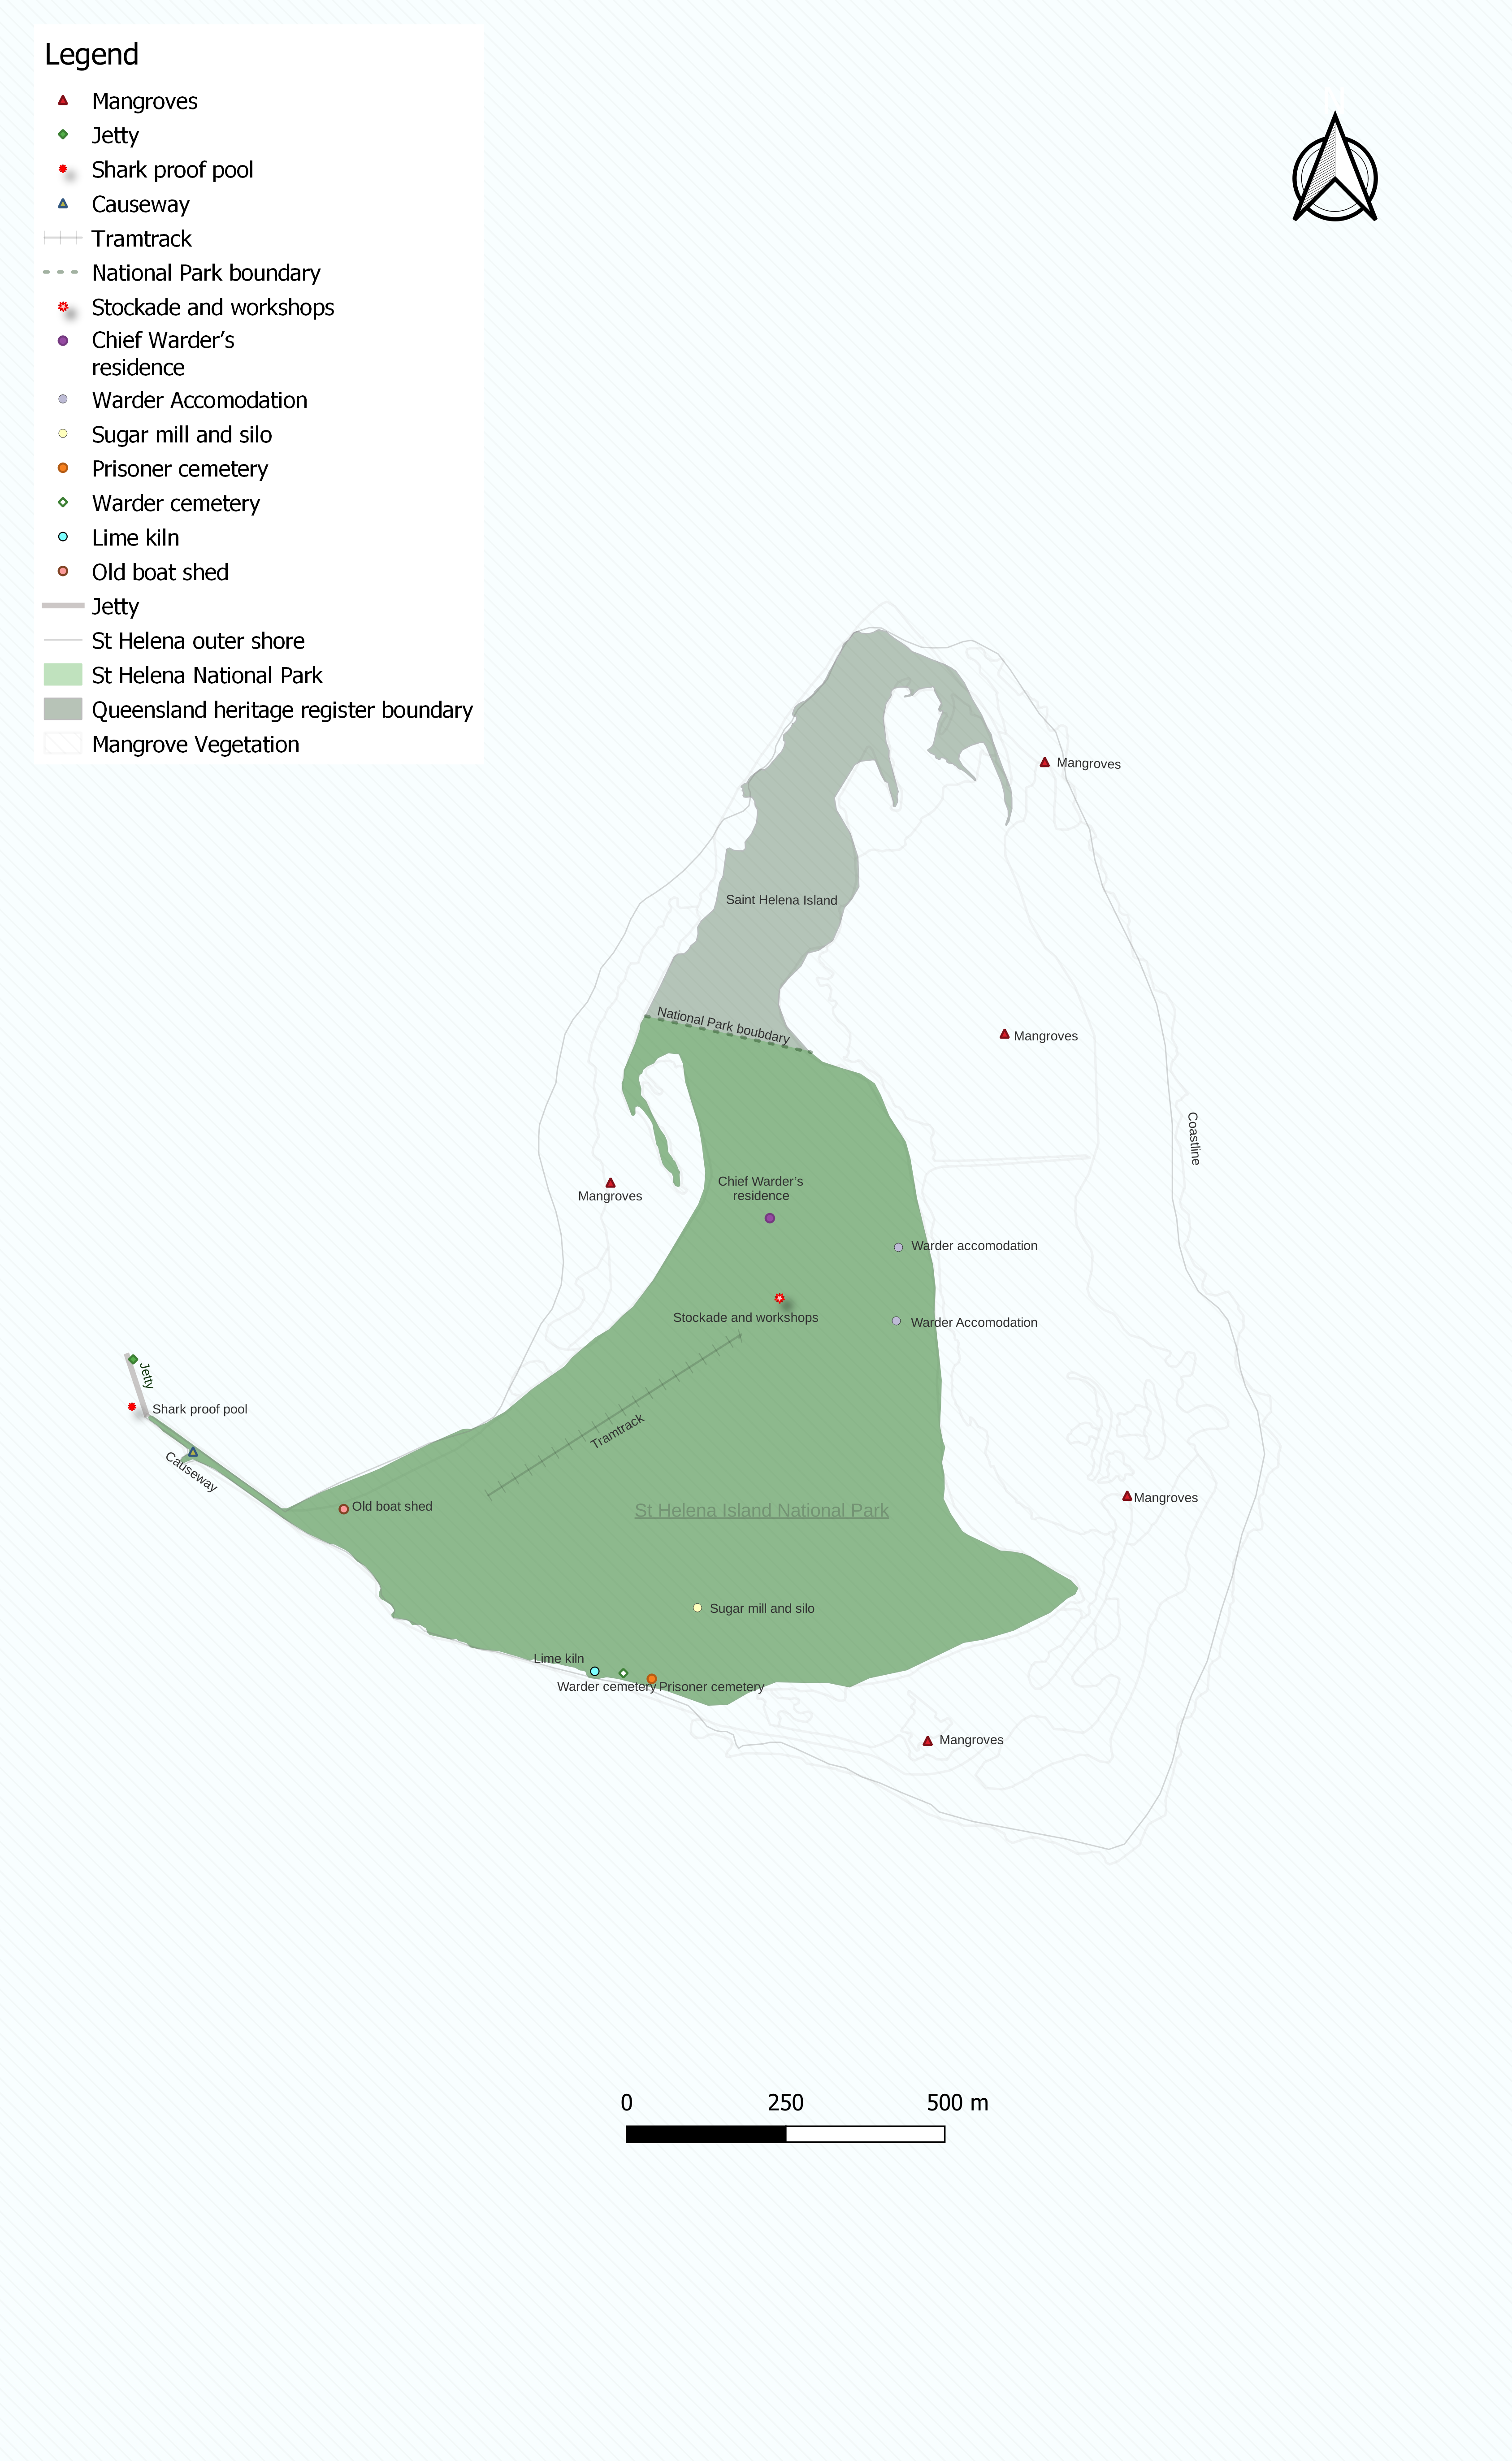 Legend
Mangroves
Jetty
Shark proof pool
Causeway
Tramtrack
National Park boundary
Stockade and workshops
Chief Warder’s
residence
Warder Accomodation
Sugar mill and silo
Prisoner cemetery
Warder cemetery
Lime kiln
Old boat shed
Jetty
St Helena outer shore
St Helena National Park
Queensland heritage register boundary
Mangrove Vegetation
Mangroves
Saint Helena Island
National Park boubdary
Mangroves
Coastline
Mangroves
Chief Warder’s
residence
Warder accomodation
Stockade and workshops
Warder Accomodation
Jetty
Shark proof pool
Tramtrack
Causeway
Old boat shed
St Helena Island National Park
Mangroves
Sugar mill and silo
Lime kiln
Warder cemetery
Prisoner cemetery
Mangroves
0 250 500 m